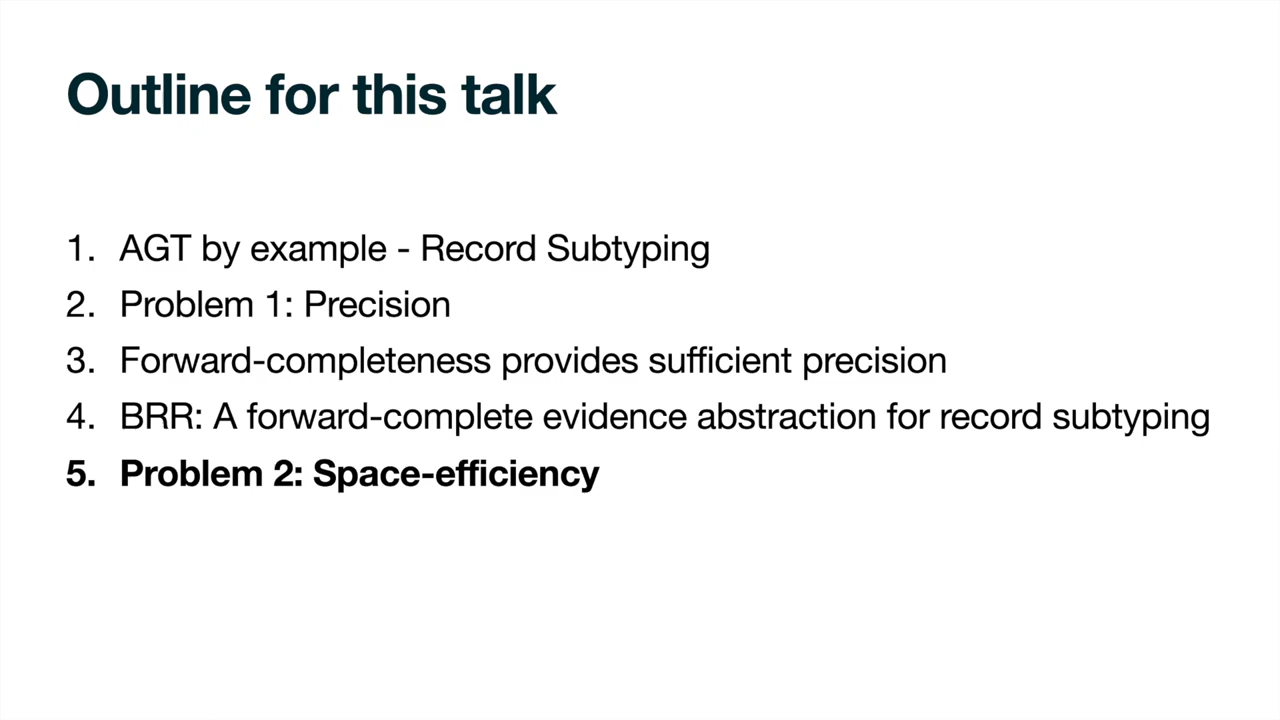 Outline for this talk
1. AGT by example - Record Subtyping
2. Problem 1: Precision
3. Forward-completeness provides sufficient precision
4. BRR: A forward-complete evidence abstraction for record subtyping
5. Problem 2: Space-efficiency